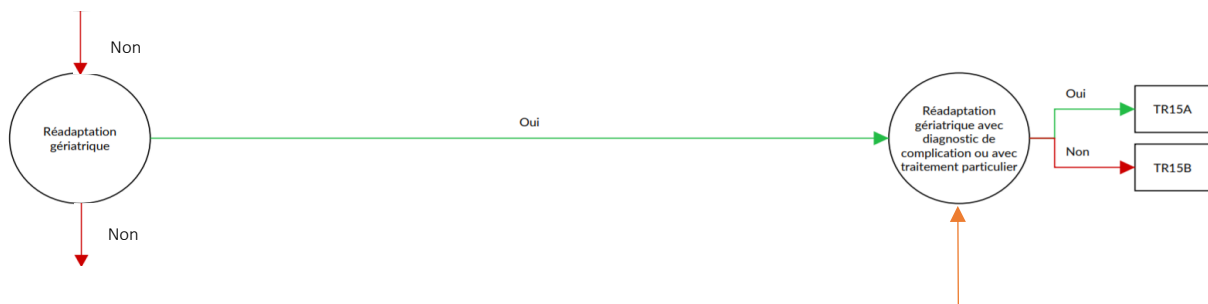 Non
Réadaptation
gériatrique
Oui
Réadaptation
gériatrique avec
diagnostic de
complication ou avec
traitement particulier
Oui
TR15A
Non
TR15B
Non